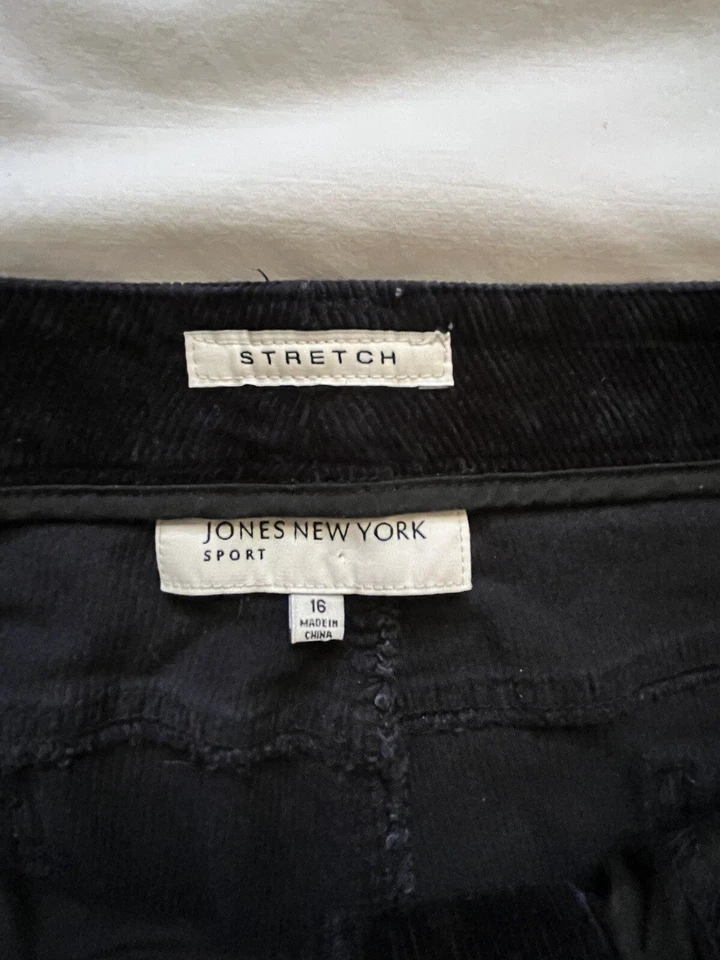 STRETCH
JONES NEW YORK
SPORT
16
MADE IN
CHINA